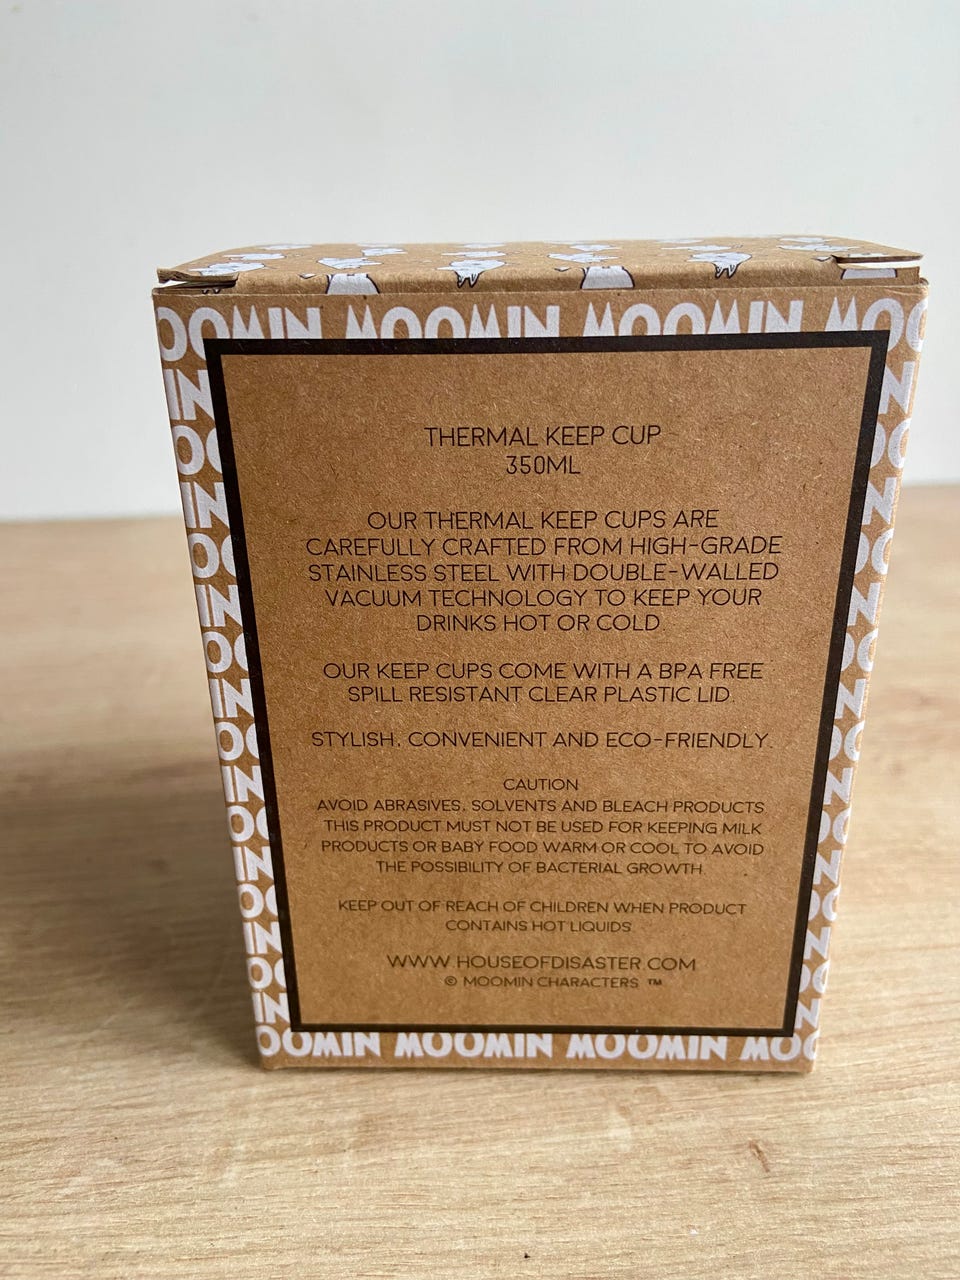 OOMIN MOOMIN MOOMIN MOO
THERMAL KEEP CUP
350ML
OUR THERMAL KEEP CUPS ARE
CAREFULLY CRAFTED FROM HIGH-GRADE
STAINLESS STEEL WITH DOUBLE-WALLED
VACUUM TECHNOLOGY TO KEEP YOUR
DRINKS HOT OR COLD.
OUR KEEP CUPS COME WITH A BPA FREE
SPILL RESISTANT CLEAR PLASTIC LID.
STYLISH, CONVENIENT AND ECO-FRIENDLY.
CAUTION
AVOID ABRASIVES, SOLVENTS AND BLEACH PRODUCTS
THIS PRODUCT MUST NOT BE USED FOR KEEPING MILK
PRODUCTS OR BABY FOOD WARM OR COOL TO AVOID
THE POSSIBILITY OF BACTERIAL GROWTH.
KEEP OUT OF REACH OF CHILDREN WHEN PRODUCT
CONTAINS HOT LIQUIDS.
WWW.HOUSEOFDISASTER.COM
© MOOMIN CHARACTERS ™
OOMIN MOOMIN MOOMIN MOO